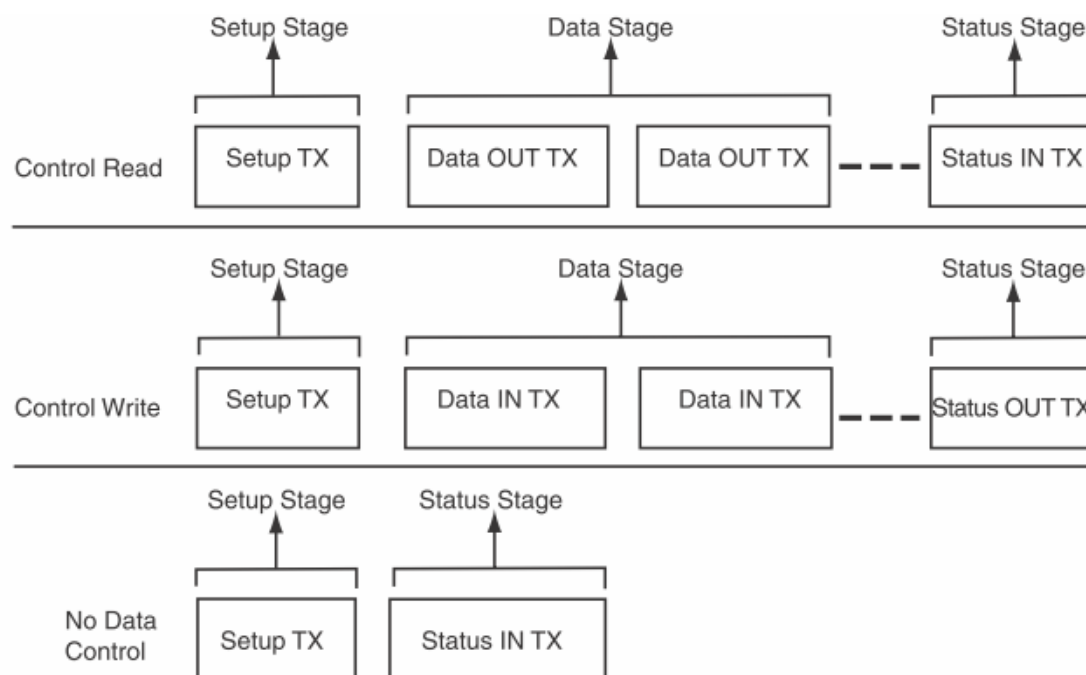 Setup Stage Data Stage Status Stage
Control Read Setup TX Data OUT TX Data OUT TX Status IN TX
Setup Stage Data Stage Status Stage
Control Write Setup TX Data IN TX Data IN TX Status OUT TX
Setup Stage Status Stage
No Data
Control
Setup TX Status IN TX